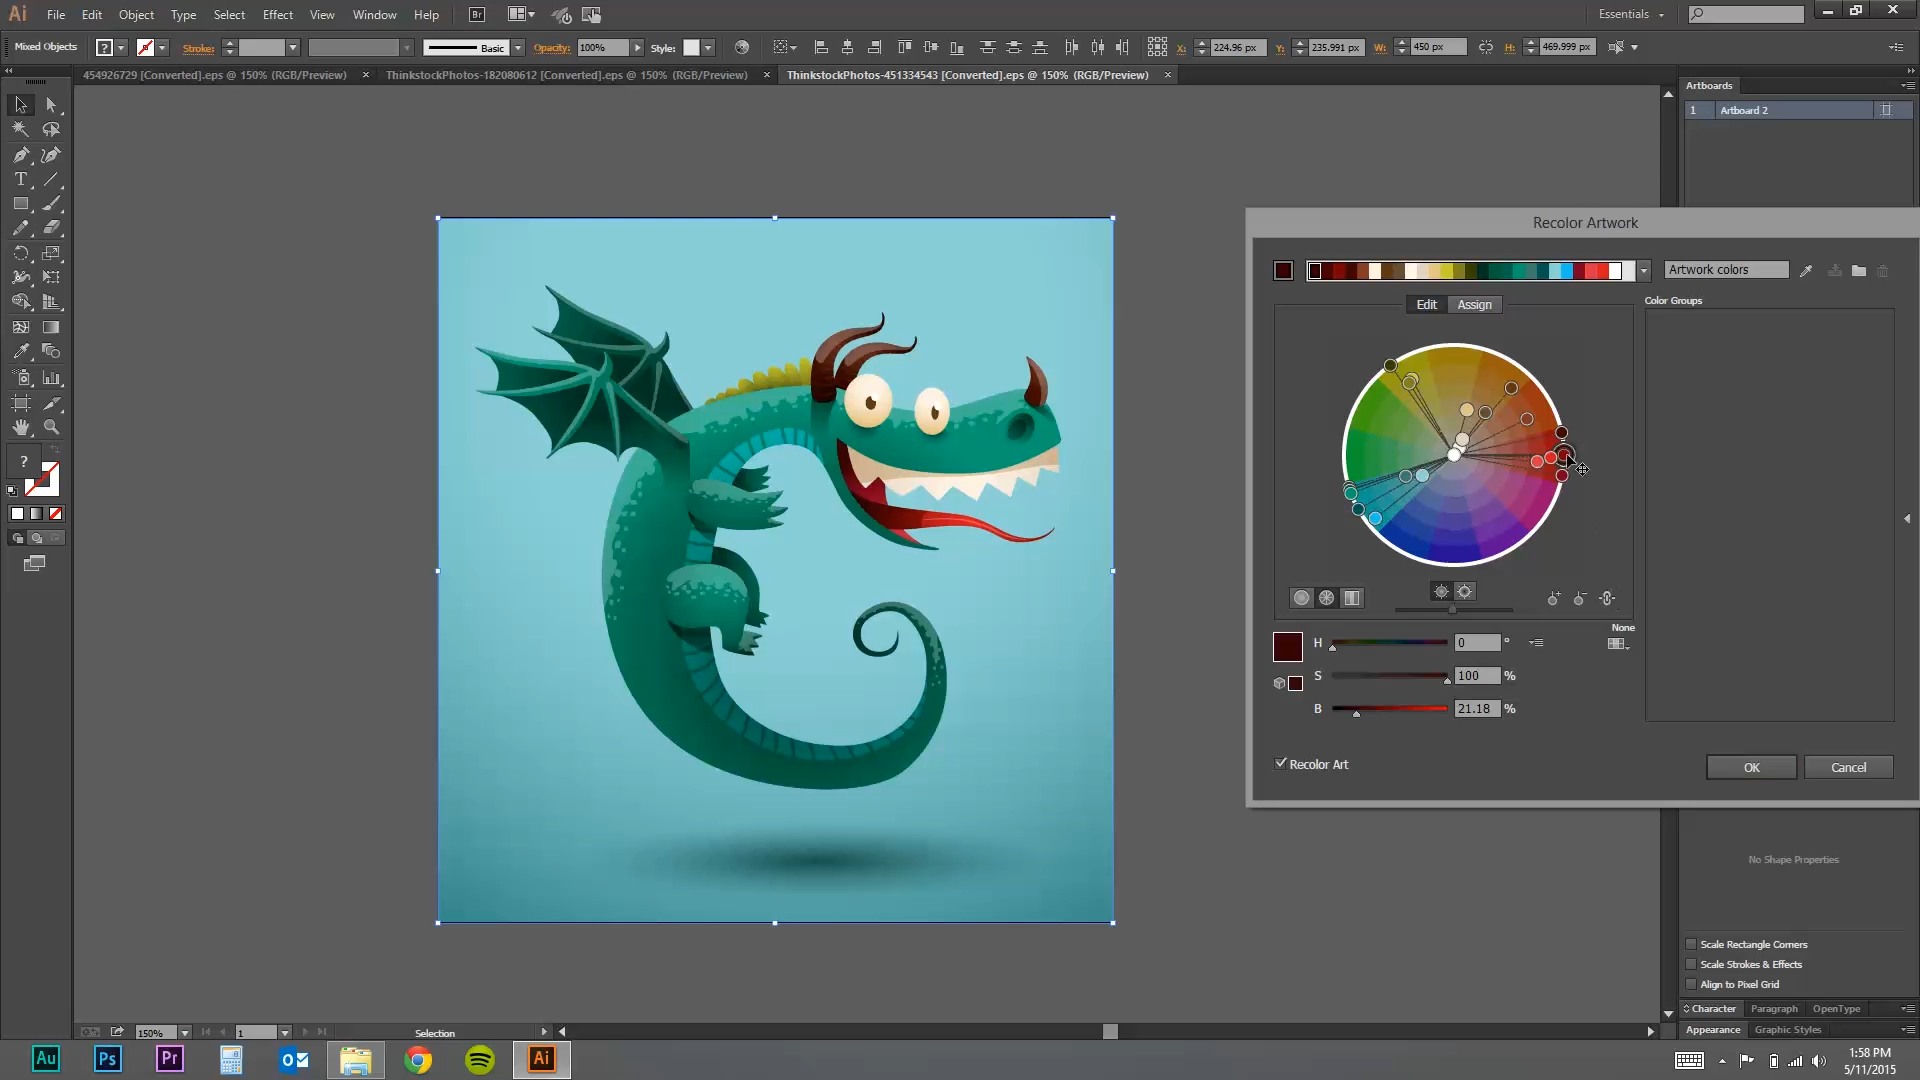 Ai File Edit Object Type Select Effect View Window Help Br Essentials
Mixed Objects ? Stroke: Basic Opacity: 100% Style: X: 224.96 px Y: 235.991 px W: 450 px H: 469.999 px
454926729 [Converted].eps @ 150% (RGB/Preview) × ThinkstockPhotos-182080612 [Converted].eps @ 150% (RGB/Preview) × ThinkstockPhotos-451334543 [Converted].eps @ 150% (RGB/Preview) ×
Artboards
1 Artboard 2
T
?
Recolor Artwork
Artwork colors
Edit Assign
Color Groups
None
H 0 °
S 100 %
B 21.18 %
Recolor Art
OK Cancel
No Shape Properties
Scale Rectangle Corners
Scale Strokes & Effects
Align to Pixel Grid
Character Paragraph OpenType
Appearance Graphic Styles
150% 1 Selection
Au Ps Pr Ai
1:58 PM
5/11/2015